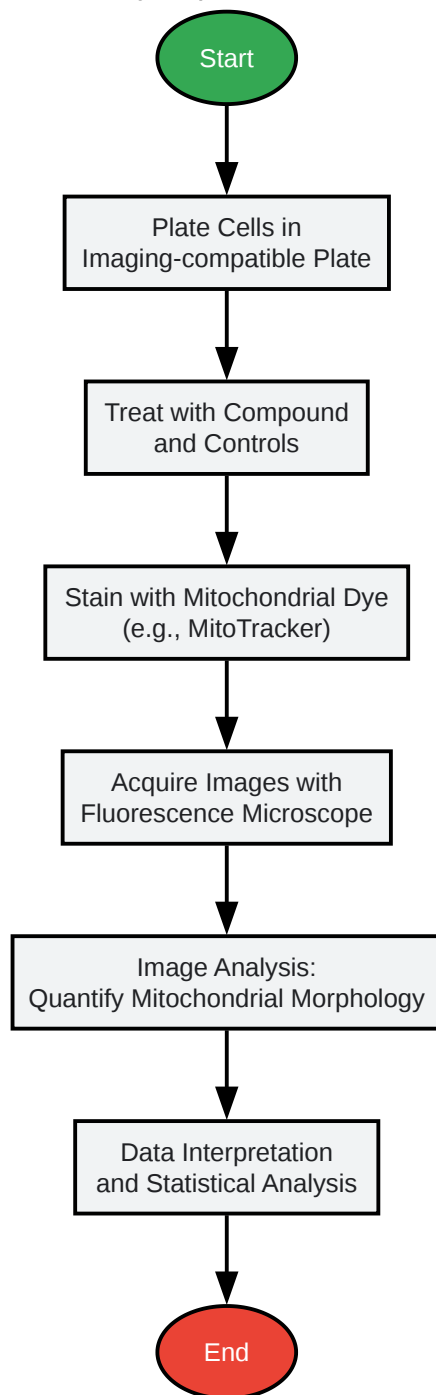 Start
Plate Cells in
Imaging-compatible Plate
Treat with Compound
and Controls
Stain with Mitochondrial Dye
(e.g., MitoTracker)
Acquire Images with
Fluorescence Microscope
Image Analysis:
Quantify Mitochondrial Morphology
Data Interpretation
and Statistical Analysis
End